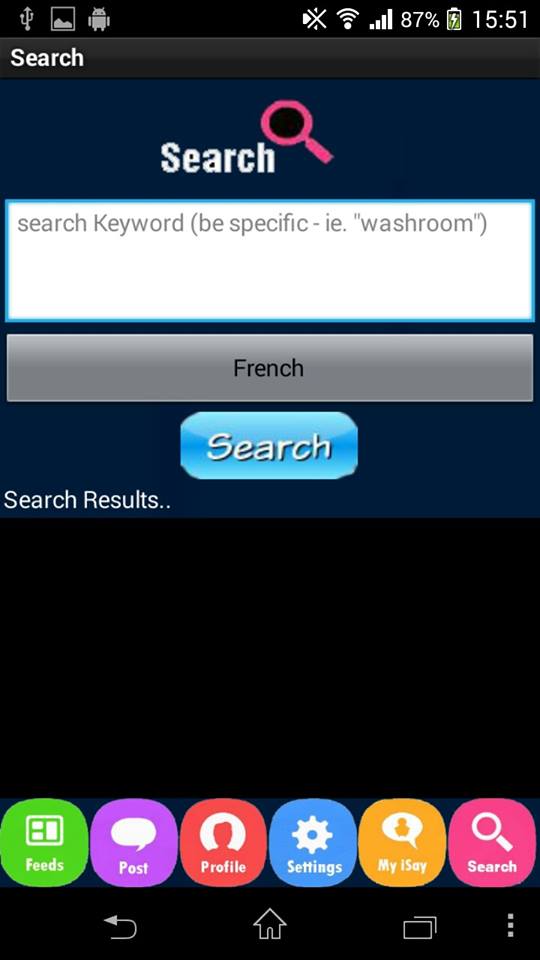 87% 15:51
Search
Search
search Keyword (be specific - ie. "washroom")
French
Search
Search Results..
Feeds Post Profile Settings My iSay Search